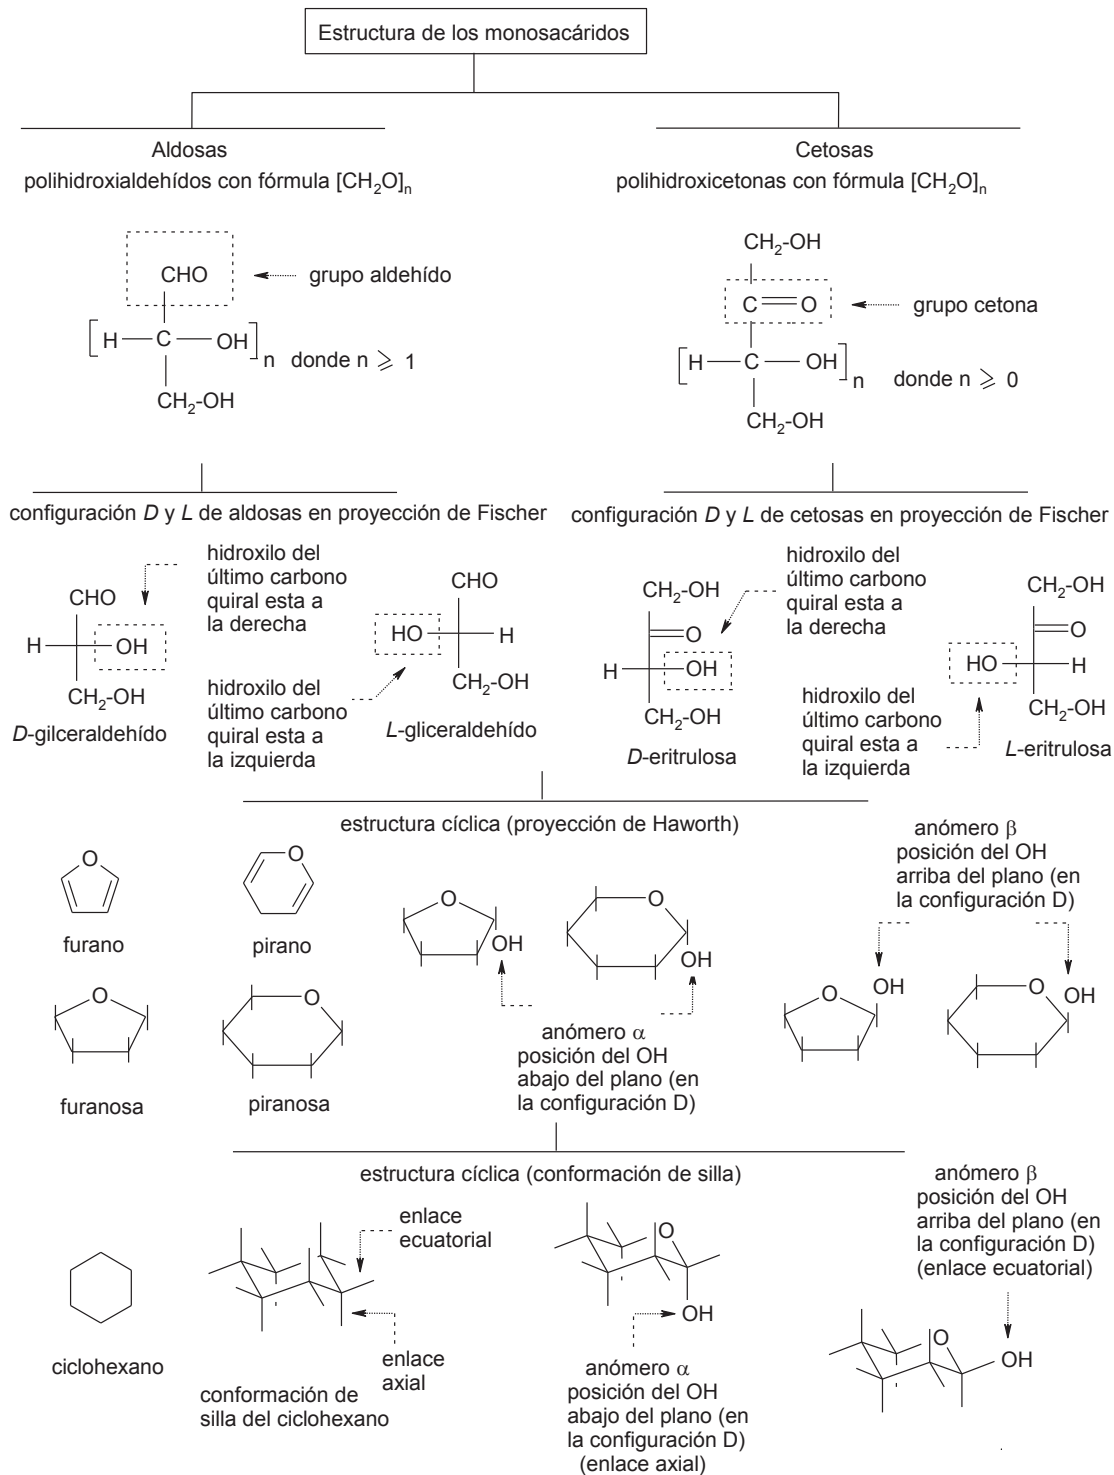 Estructura de los monosacáridos
Aldosas
polihidroxialdehídos con fórmula [CH2O]n
Cetosas
polihidroxicetonas con fórmula [CH2O]n
CHO
grupo aldehído
H C OH
n donde n ⩾ 1
CH2-OH
CH2-OH
C O
grupo cetona
H C OH
n donde n ⩾ 0
CH2-OH
configuración D y L de aldosas en proyección de Fischer
configuración D y L de cetosas en proyección de Fischer
CHO
H OH
CH2-OH
D-gilceraldehído
hidroxilo del
último carbono
quiral esta a
la derecha
hidroxilo del
último carbono
quiral esta a
la izquierda
CHO
HO H
CH2-OH
L-gliceraldehído
CH2-OH
O
H OH
CH2-OH
D-eritrulosa
hidroxilo del
último carbono
quiral esta a
la derecha
hidroxilo del
último carbono
quiral esta a
la izquierda
CH2-OH
O
HO H
CH2-OH
L-eritrulosa
estructura cíclica (proyección de Haworth)
O
furano
O
pirano
O
furanosa
O
piranosa
O
OH
O
OH
anómero α
posición del OH
abajo del plano (en
la configuración D)
anómero β
posición del OH
arriba del plano (en
la configuración D)
O
OH
O
OH
estructura cíclica (conformación de silla)
ciclohexano
enlace
ecuatorial
enlace
axial
conformación de
silla del ciclohexano
O
OH
anómero α
posición del OH
abajo del plano (en
la configuración D)
(enlace axial)
anómero β
posición del OH
arriba del plano (en
la configuración D)
(enlace ecuatorial)
O
OH